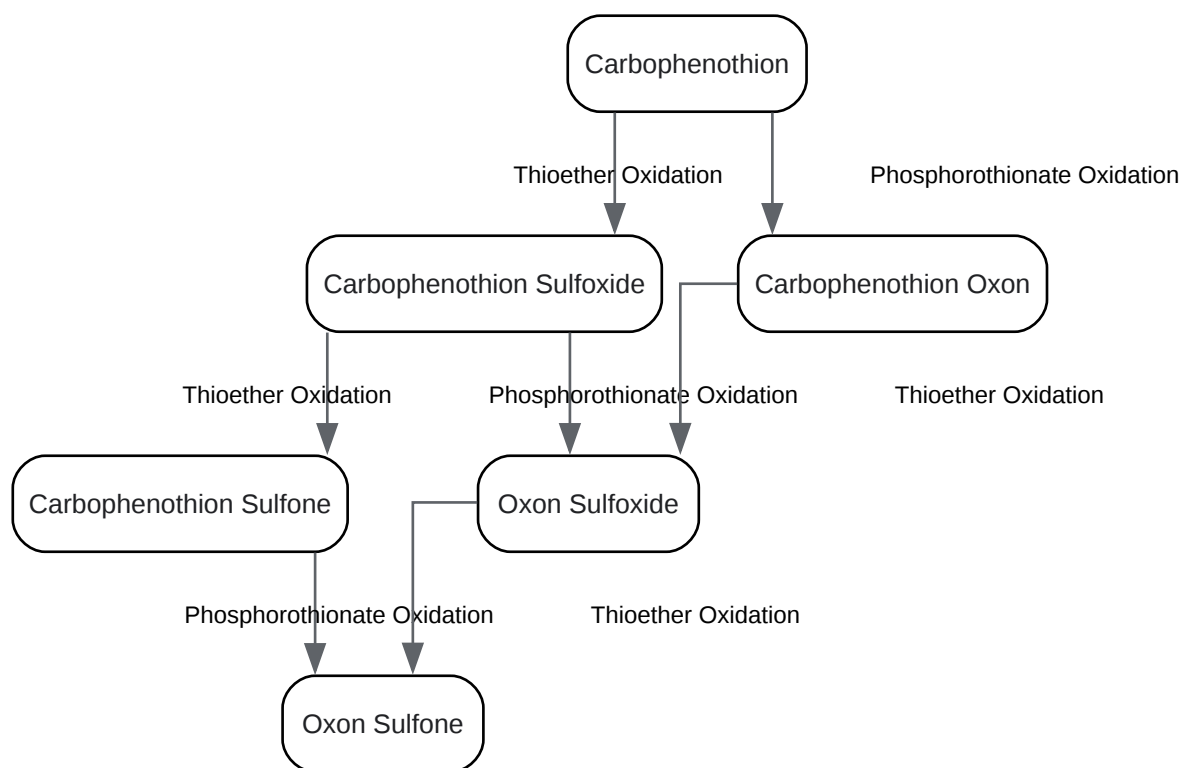 Carbophenothion
Thioether Oxidation
Phosphorothionate Oxidation
Carbophenothion Sulfoxide
Carbophenothion Oxon
Thioether Oxidation
Phosphorothionate Oxidation
Thioether Oxidation
Carbophenothion Sulfone
Oxon Sulfoxide
Phosphorothionate Oxidation
Thioether Oxidation
Oxon Sulfone